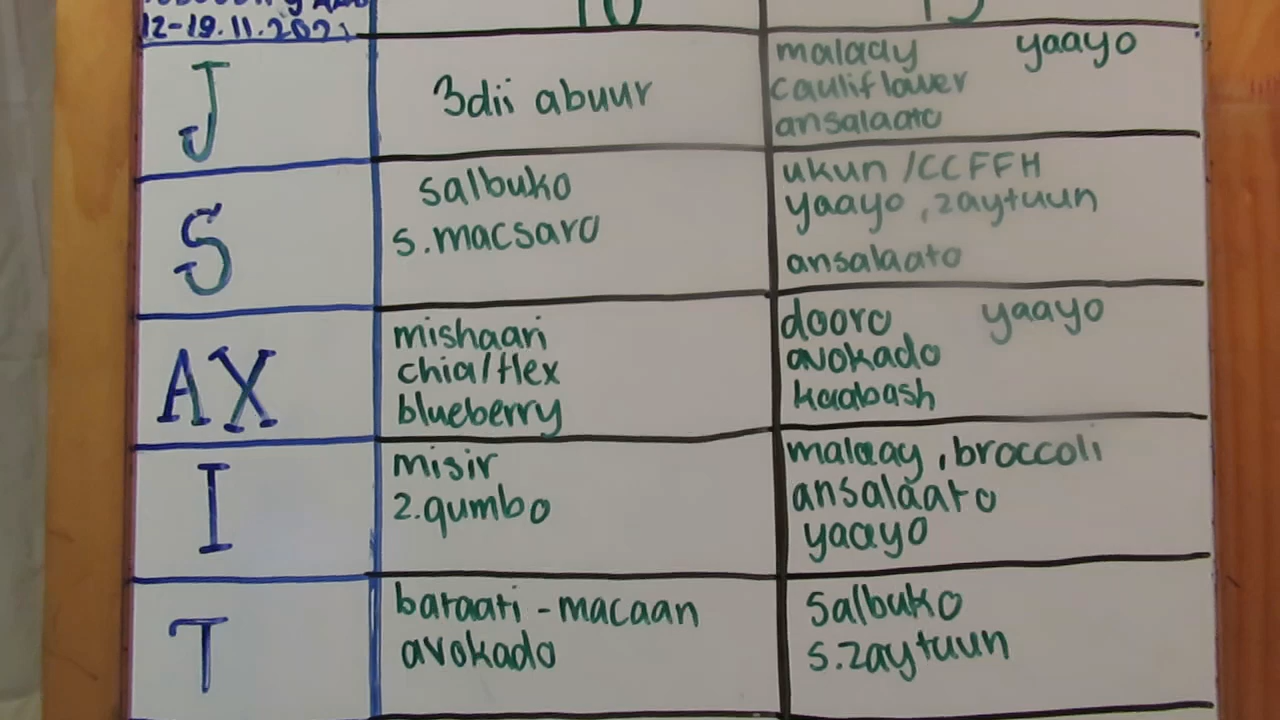 12-19.11.2021
J
3dii abuur
malaay yaayo
cauliflower
ansalaato
S
salbuko
s.macsaro
ukun /CCFFH
yaayo, zaytuun
ansalaato
AX
mishaari
chia/flex
blueberry
dooro yaayo
avokado
kaabash
I
misir
2.qumbo
malaay, broccoli
ansalaato
yaayo
T
bataati - macaan
avokado
salbuko
s.zaytuun